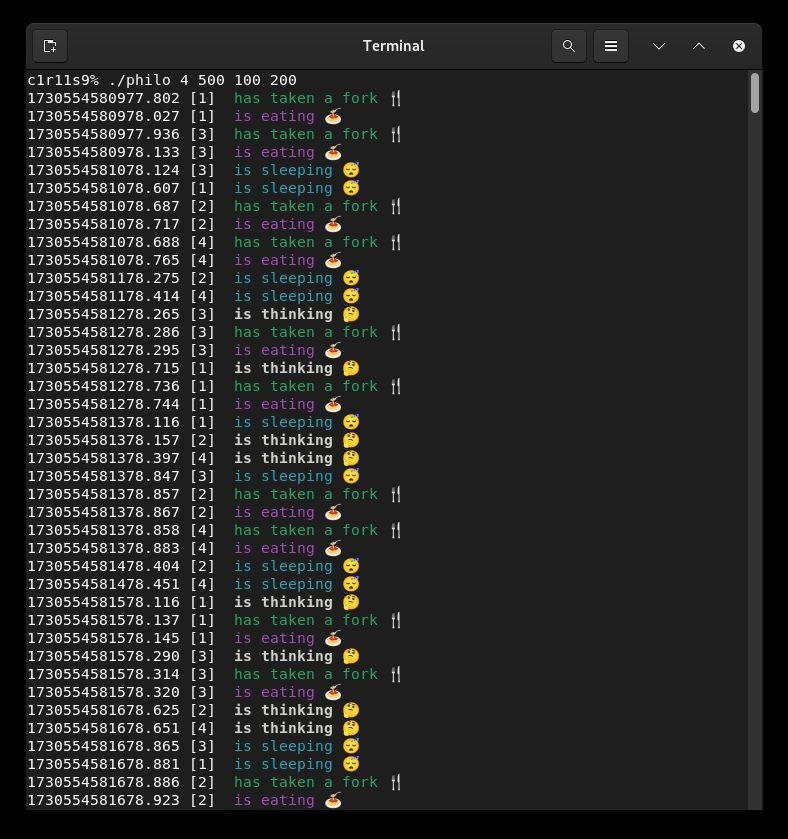 Terminal
c1r11s9% ./philo 4 500 100 200
1730554580977.802 [1] has taken a fork 🍴
1730554580978.027 [1] is eating 🍝
1730554580977.936 [3] has taken a fork 🍴
1730554580978.133 [3] is eating 🍝
1730554581078.124 [3] is sleeping 😴
1730554581078.607 [1] is sleeping 😴
1730554581078.687 [2] has taken a fork 🍴
1730554581078.717 [2] is eating 🍝
1730554581078.688 [4] has taken a fork 🍴
1730554581078.765 [4] is eating 🍝
1730554581178.275 [2] is sleeping 😴
1730554581178.414 [4] is sleeping 😴
1730554581278.265 [3] is thinking 🤔
1730554581278.286 [3] has taken a fork 🍴
1730554581278.295 [3] is eating 🍝
1730554581278.715 [1] is thinking 🤔
1730554581278.736 [1] has taken a fork 🍴
1730554581278.744 [1] is eating 🍝
1730554581378.116 [1] is sleeping 😴
1730554581378.157 [2] is thinking 🤔
1730554581378.397 [4] is thinking 🤔
1730554581378.847 [3] is sleeping 😴
1730554581378.857 [2] has taken a fork 🍴
1730554581378.867 [2] is eating 🍝
1730554581378.858 [4] has taken a fork 🍴
1730554581378.883 [4] is eating 🍝
1730554581478.404 [2] is sleeping 😴
1730554581478.451 [4] is sleeping 😴
1730554581578.116 [1] is thinking 🤔
1730554581578.137 [1] has taken a fork 🍴
1730554581578.145 [1] is eating 🍝
1730554581578.290 [3] is thinking 🤔
1730554581578.314 [3] has taken a fork 🍴
1730554581578.320 [3] is eating 🍝
1730554581678.625 [2] is thinking 🤔
1730554581678.651 [4] is thinking 🤔
1730554581678.865 [3] is sleeping 😴
1730554581678.881 [1] is sleeping 😴
1730554581678.886 [2] has taken a fork 🍴
1730554581678.923 [2] is eating 🍝